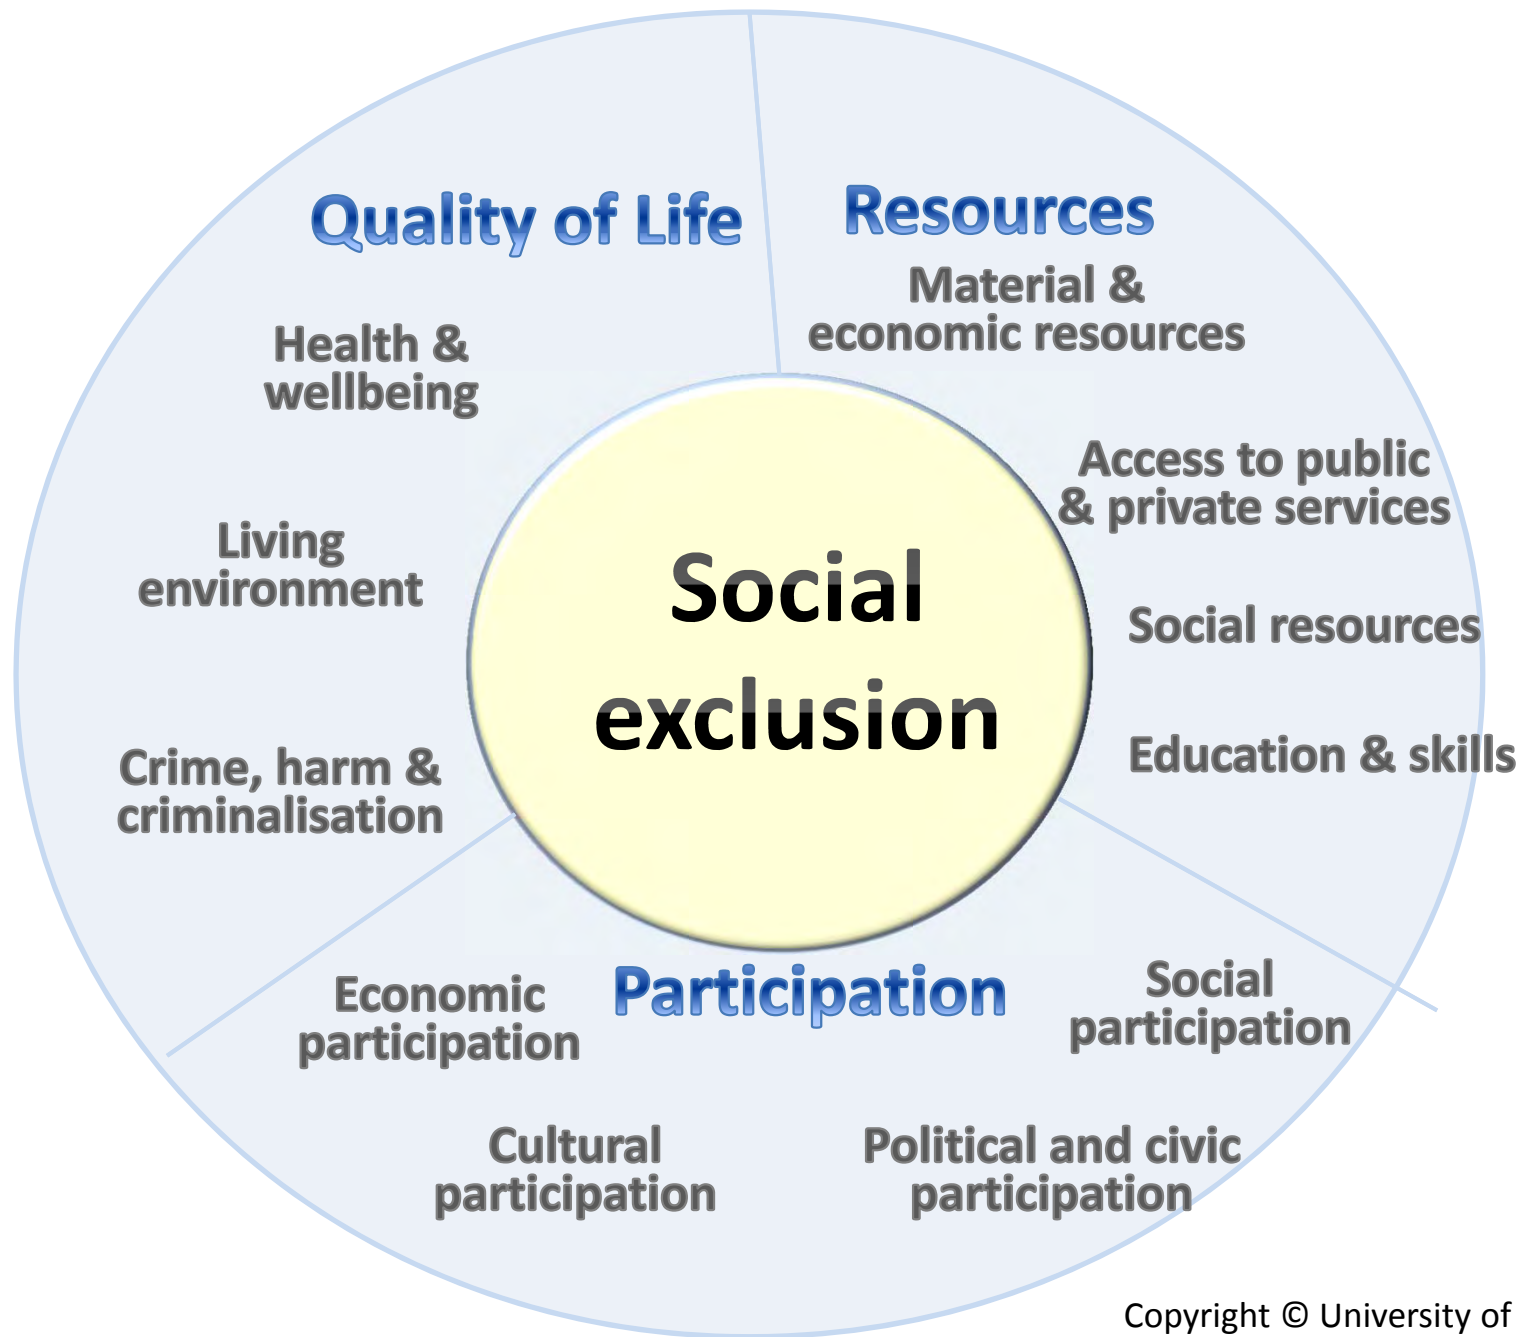 Quality of Life
Health &
wellbeing
Living
environment
Crime, harm &
criminalisation
Resources
Material &
economic resources
Access to public
& private services
Social resources
Education & skills
Social
exclusion
Participation
Economic
participation
Cultural
participation
Political and civic
participation
Social
participation
Copyright © University of